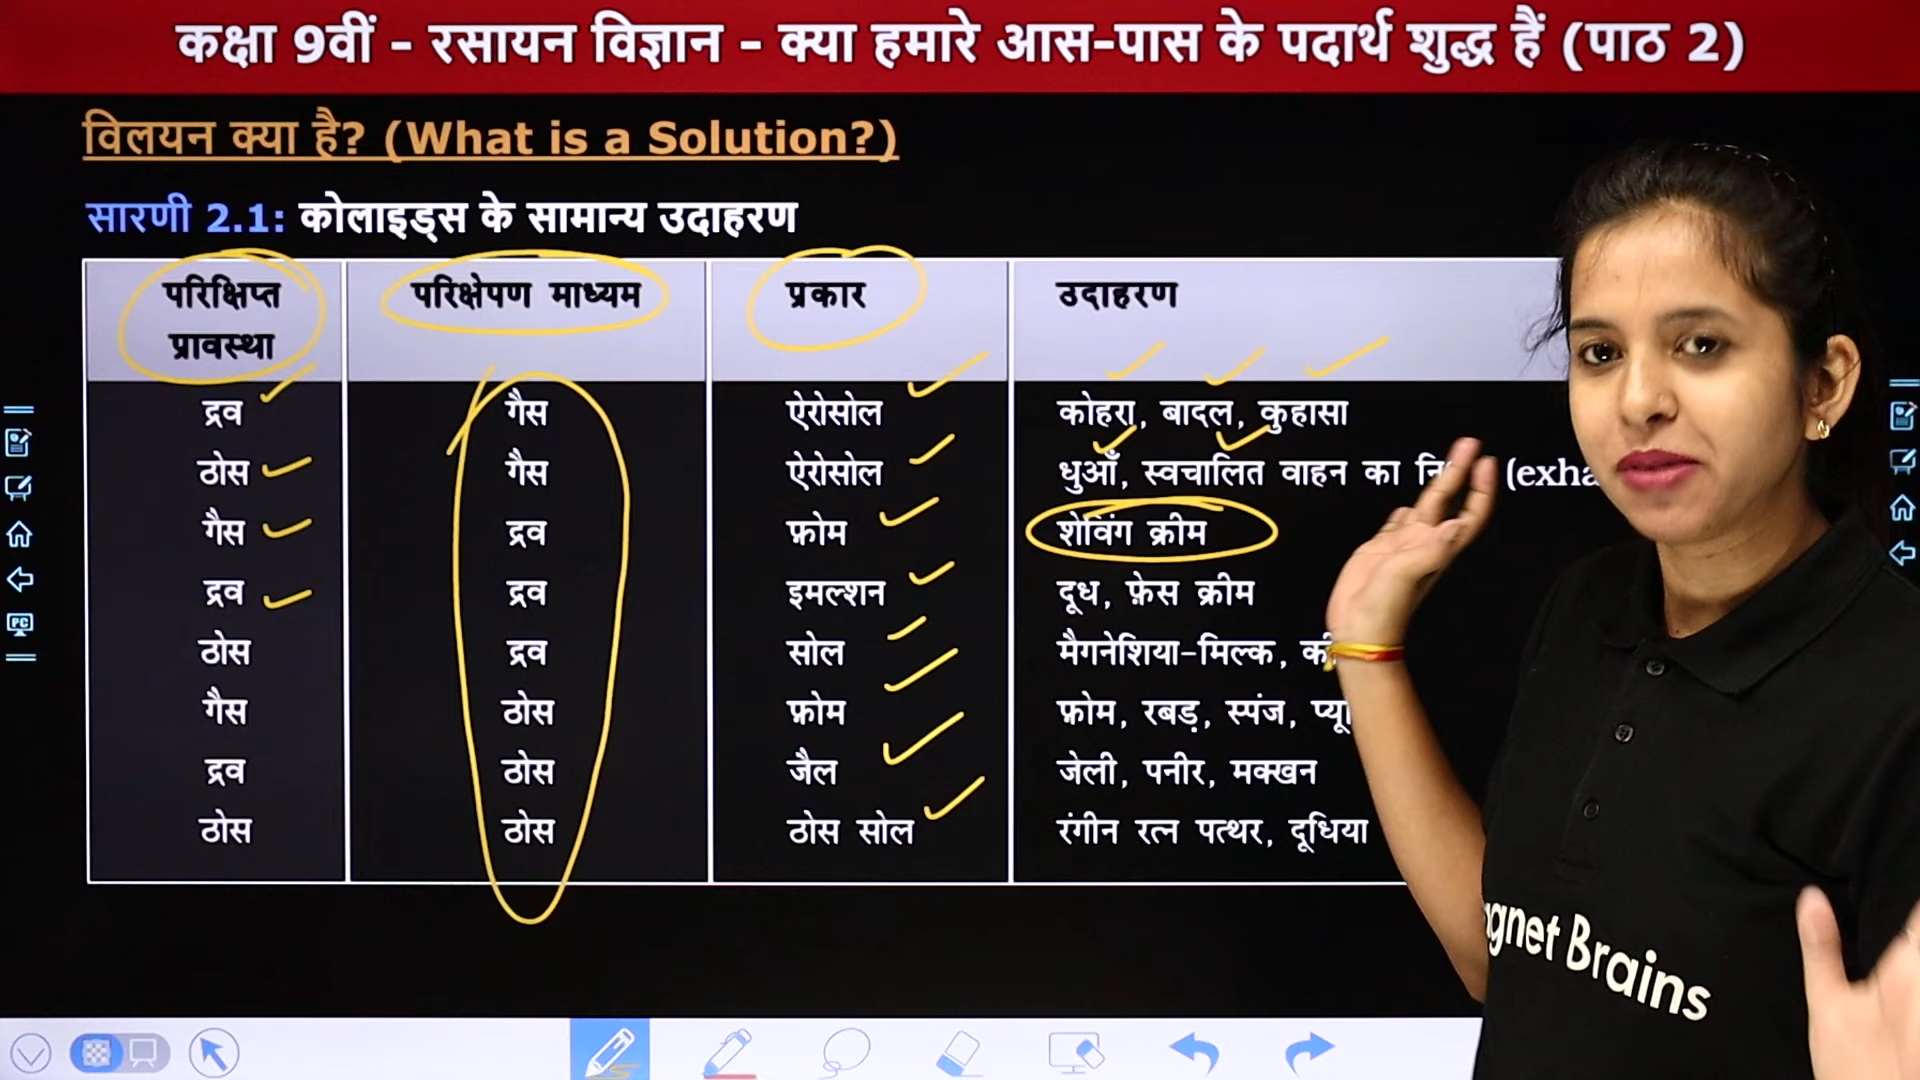 कक्षा 9वीं - रसायन विज्ञान - क्या हमारे आस-पास के पदार्थ शुद्ध हैं (पाठ 2)
विलयन क्या है? (What is a Solution?)
सारणी 2.1: कोलाइड्स के सामान्य उदाहरण
परिक्षिप्त प्रावस्था परिक्षेपण माध्यम प्रकार उदाहरण
द्रव गैस ऐरोसोल कोहरा, बादल, कुहासा
ठोस गैस ऐरोसोल धुआँ, स्वचालित वाहन का
गैस द्रव फ़ोम शेविंग क्रीम
द्रव द्रव इमल्शन दूध, फ़ेस क्रीम
ठोस द्रव सोल मैगनेशिया-मिल्क,
गैस ठोस फ़ोम फ़ोम, रबड़, स्पंज,
द्रव ठोस जैल जेली, पनीर, मक्खन
ठोस ठोस ठोस सोल रंगीन रत्न पत्थर, दूधिया
Brains
PC